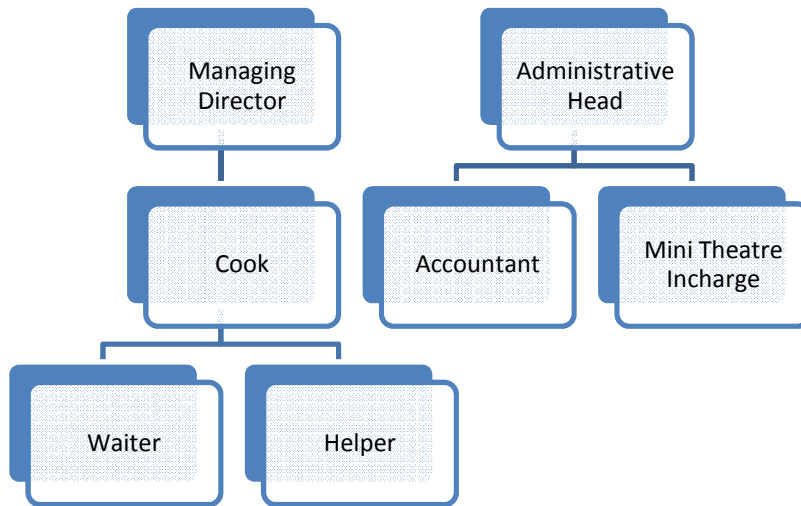 Managing
Director
Administrative
Head
Cook
Accountant
Mini Theatre
Incharge
Waiter
Helper